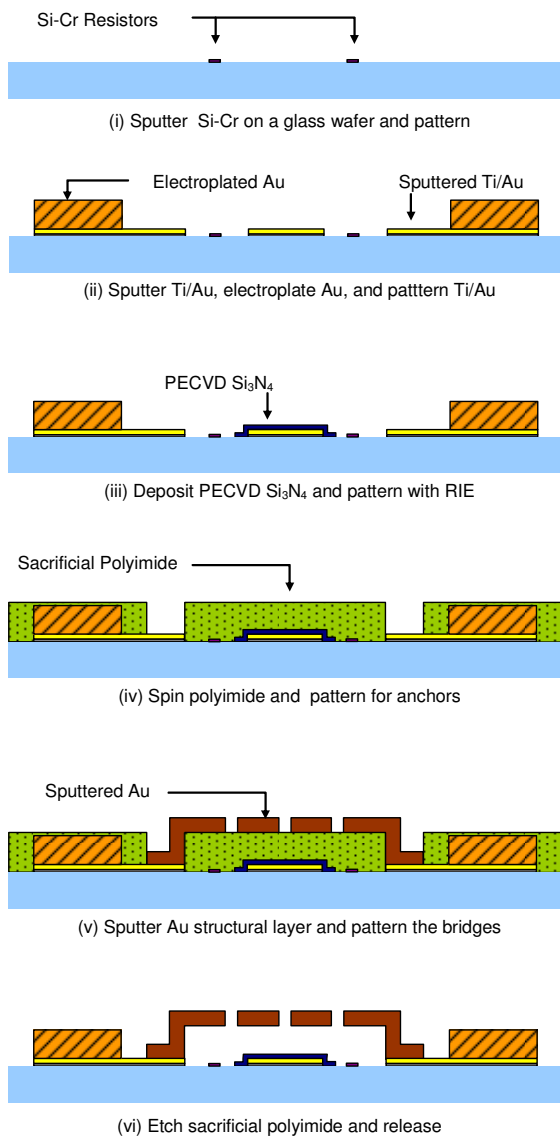 Si-Cr Resistors
(i) Sputter Si-Cr on a glass wafer and pattern
Electroplated Au
Sputtered Ti/Au
(ii) Sputter Ti/Au, electroplate Au, and patttern Ti/Au
PECVD Si₃N₄
(iii) Deposit PECVD Si₃N₄ and pattern with RIE
Sacrificial Polyimide
(iv) Spin polyimide and pattern for anchors
Sputtered Au
(v) Sputter Au structural layer and pattern the bridges
(vi) Etch sacrificial polyimide and release